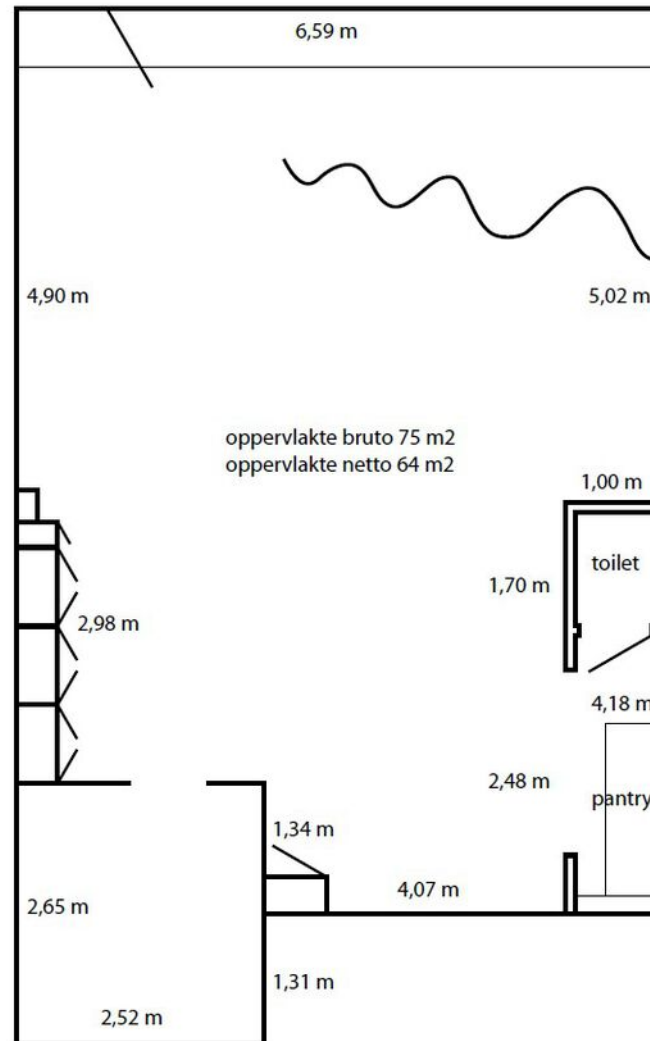 6,59 m
4,90 m
5,02 m
oppervlakte bruto 75 m2
oppervlakte netto 64 m2
1,00 m
toilet
1,70 m
2,98 m
4,18 m
2,48 m
pantry
1,34 m
4,07 m
2,65 m
1,31 m
2,52 m